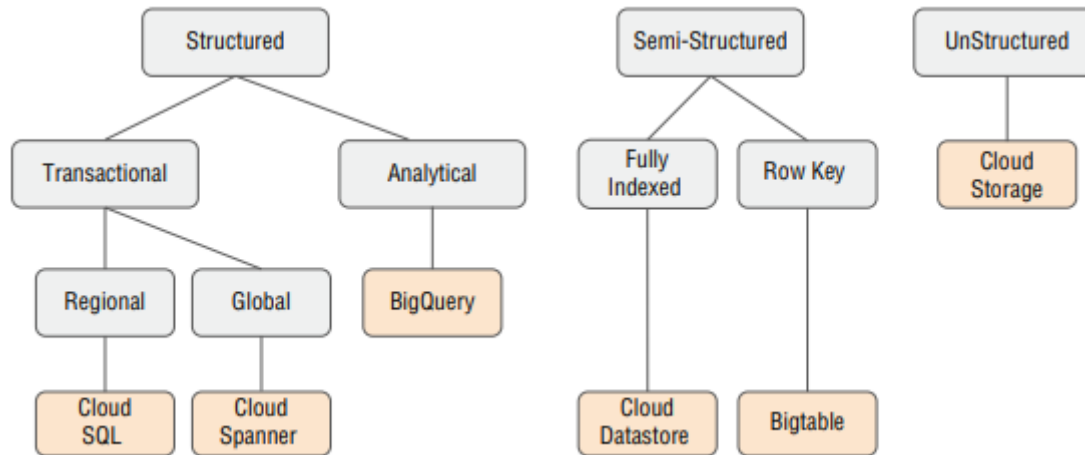 Structured
Semi-Structured
UnStructured
Transactional
Analytical
Fully
Indexed
Row Key
Cloud
Storage
Regional
Global
BigQuery
Cloud
SQL
Cloud
Spanner
Cloud
Datastore
Bigtable